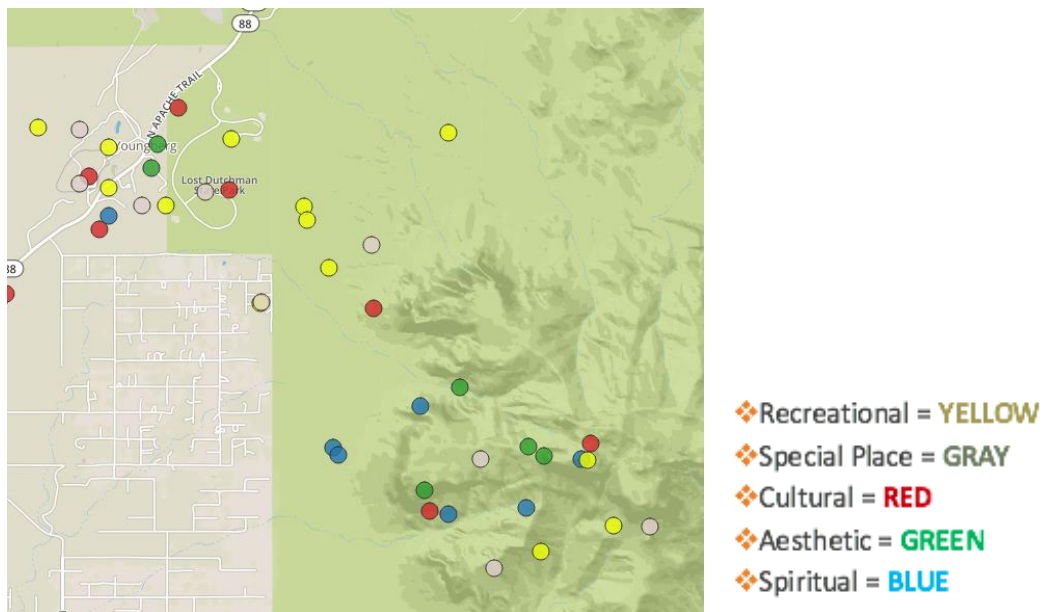 88
N APACHE TRAIL
Youngberg
Lost Dutchman
State Park
88
❖Recreational = YELLOW
❖Special Place = GRAY
❖Cultural = RED
❖Aesthetic = GREEN
❖Spiritual = BLUE